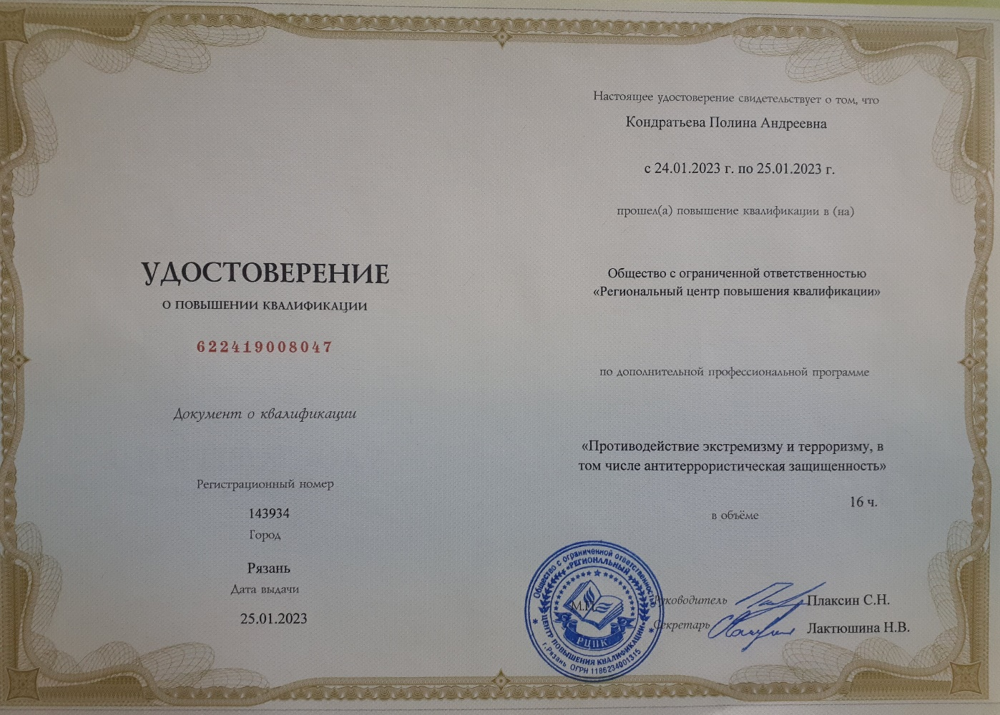 УДОСТОВЕРЕНИЕ
О ПОВЫШЕНИИ КВАЛИФИКАЦИИ
622419008047
Документ о квалификации
Регистрационный номер
143934
Город
Рязань
Дата выдачи
25.01.2023
Настоящее удостоверение свидетельствует о том, что
Кондратьева Полина Андреевна
с 24.01.2023 г. по 25.01.2023 г.
прошел(а) повышение квалификации в (на)
Общество с ограниченной ответственностью
«Региональный центр повышения квалификации»
по дополнительной профессиональной программе
«Противодействие экстремизму и терроризму, в
том числе антитеррористическая защищенность»
16 ч.
в объёме
Общество с ограниченной ответственностью
«РЕГИОНАЛЬНЫЙ
ЦЕНТР ПОВЫШЕНИЯ КВАЛИФИКАЦИИ»
РЦПК
г.Рязань ОГРН 1186234001315
М.П.
Руководитель
Плаксин С.Н.
Секретарь
Лактюшина Н.В.